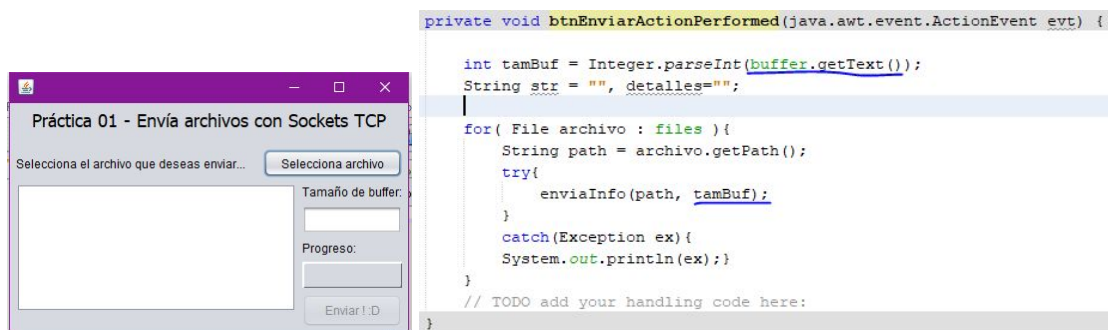 Práctica 01 - Envía archivos con Sockets TCP
Selecciona el archivo que deseas enviar...
Selecciona archivo
Tamaño de buffer:
Progreso:
Enviar ! :D
private void btnEnviarActionPerformed(java.awt.event.ActionEvent evt) {
int tamBuf = Integer.parseInt(buffer.getText());
String str = "", detalles="";
for( File archivo : files ){
String path = archivo.getPath();
try{
enviaInfo(path, tamBuf);
}
catch(Exception ex){
System.out.println(ex);}
}
// TODO add your handling code here:
}